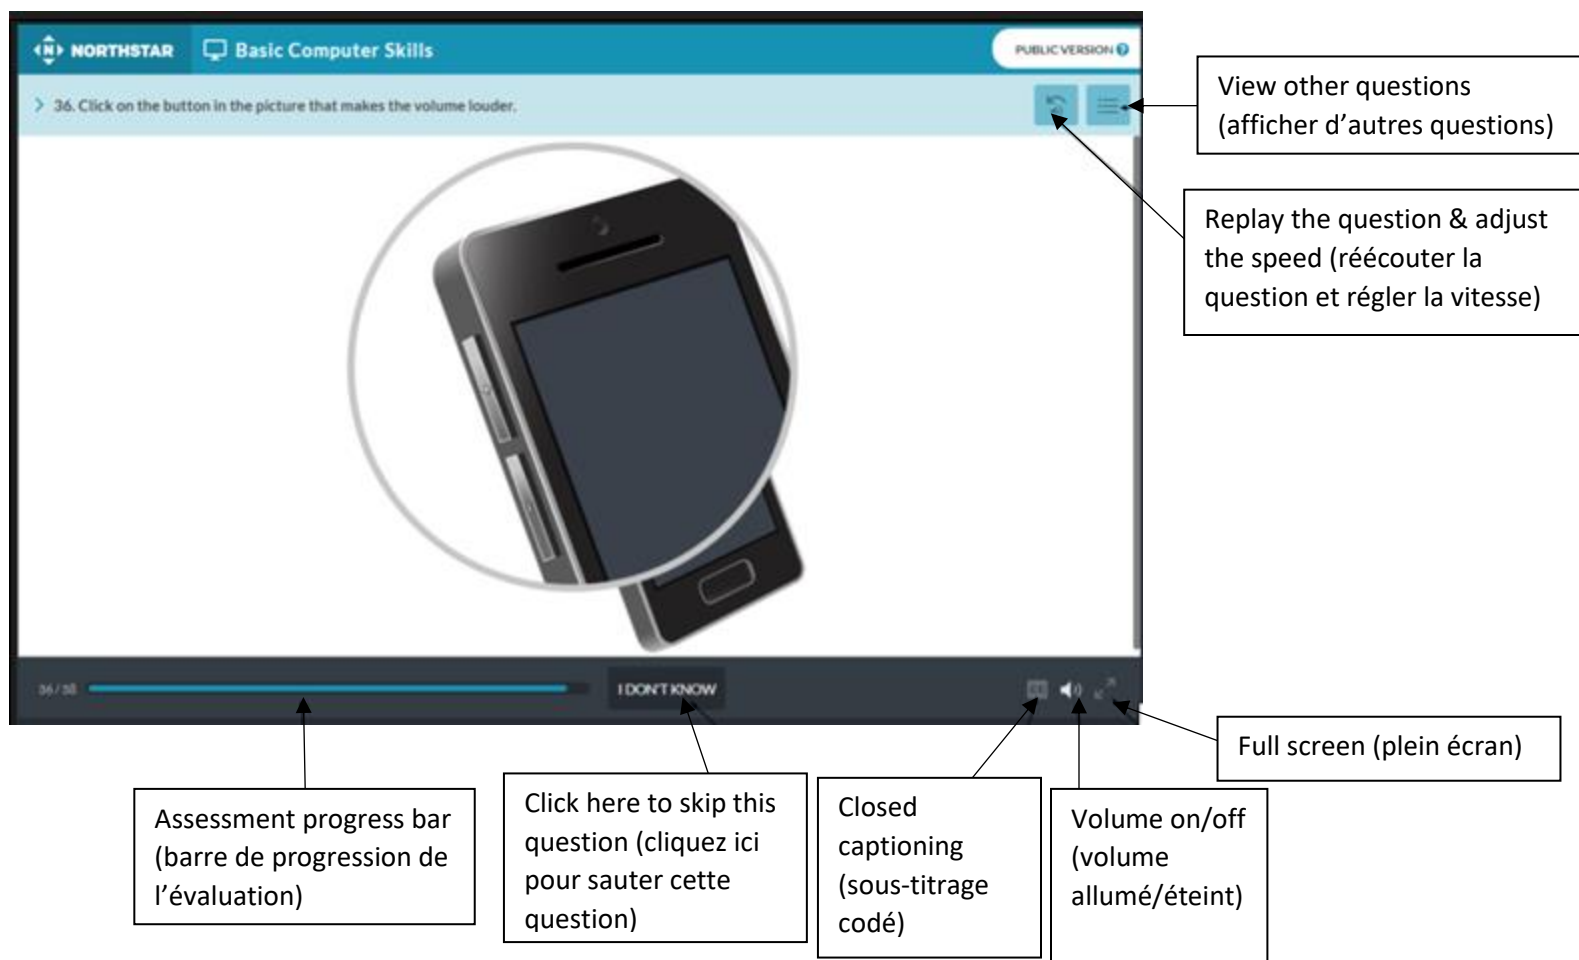 NORTHSTAR
Basic Computer Skills
PUBLIC VERSION ?
36. Click on the button in the picture that makes the volume louder.
View other questions
(afficher d’autres questions)
Replay the question & adjust
the speed (réécouter la
question et régler la vitesse)
36/38
I DON'T KNOW
CC
Full screen (plein écran)
Assessment progress bar
(barre de progression de
l’évaluation)
Click here to skip this
question (cliquez ici
pour sauter cette
question)
Closed
captioning
(sous-titrage
codé)
Volume on/off
(volume
allumé/éteint)